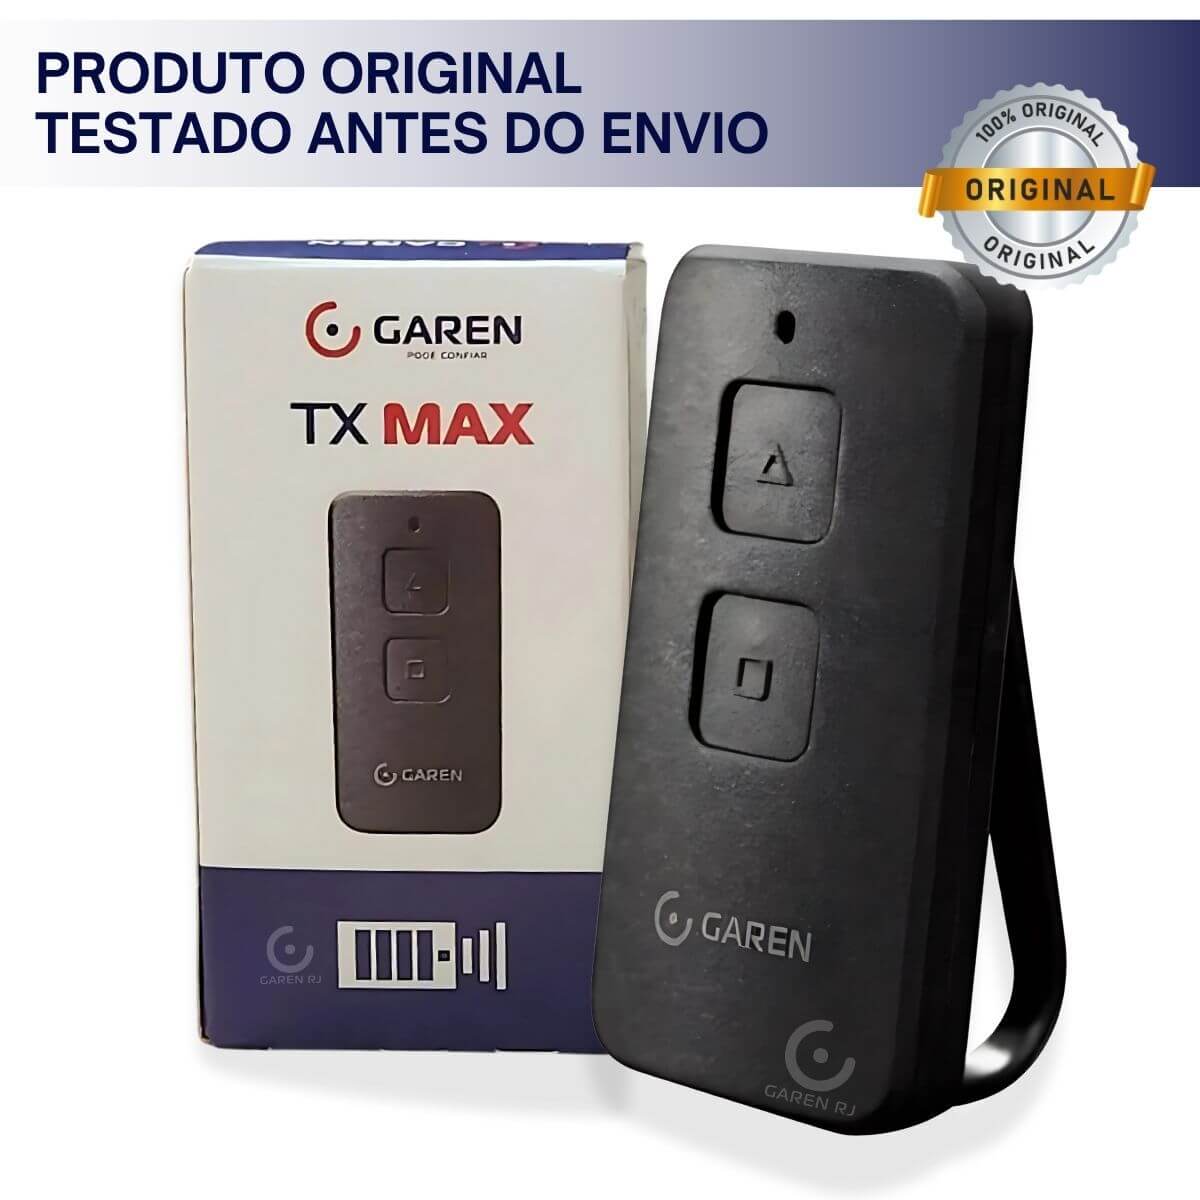 PRODUTO ORIGINAL
TESTADO ANTES DO ENVIO
100% ORIGINAL
ORIGINAL
ORIGINAL
GAREN
GAREN
PODE CONFIAR
TX MAX
GAREN
GAREN RJ
GAREN
GAREN RJ